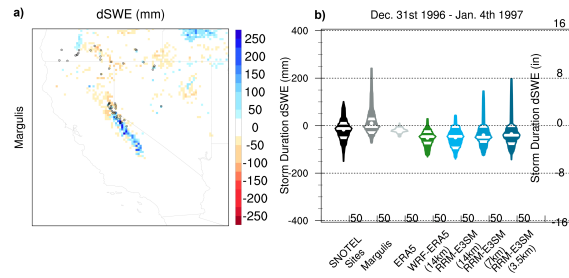 a)
dSWE (mm)
Margulis
250
200
150
100
50
0
-50
-100
-150
-200
-250
b)
Dec. 31st 1996 - Jan. 4th 1997
Storm Duration dSWE (mm)
400
200
0
-200
-400
Storm Duration dSWE (in)
16
8
0
-8
-16
50 50 50 50 50 50 50
SNOTEL Sites
Margulis
ERA5
WRF-ERA5 (14km)
RRM-E3SM (14km)
RRM-E3SM (7km)
RRM-E3SM (3.5km)